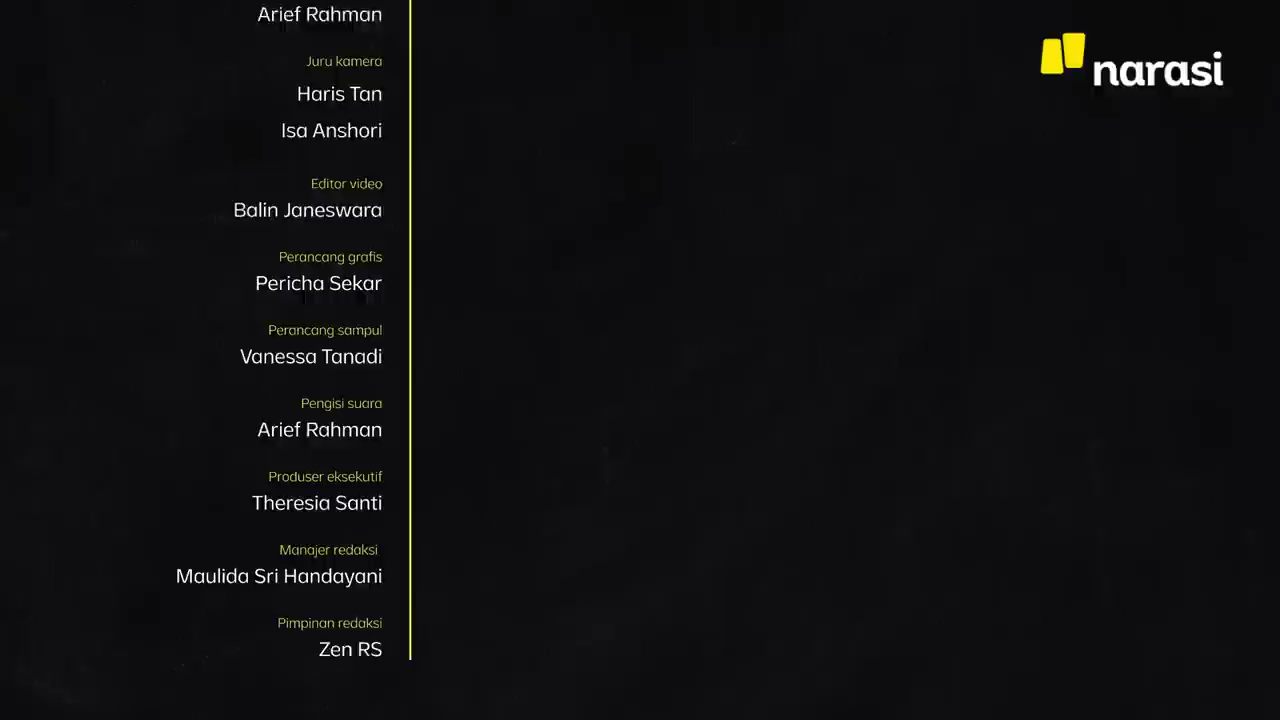 Arief Rahman
Juru kamera
Haris Tan
Isa Anshori
Editor video
Balin Janeswara
Perancang grafis
Pericha Sekar
Perancang sampul
Vanessa Tanadi
Pengisi suara
Arief Rahman
Produser eksekutif
Theresia Santi
Manajer redaksi
Maulida Sri Handayani
Pimpinan redaksi
Zen RS
narasi